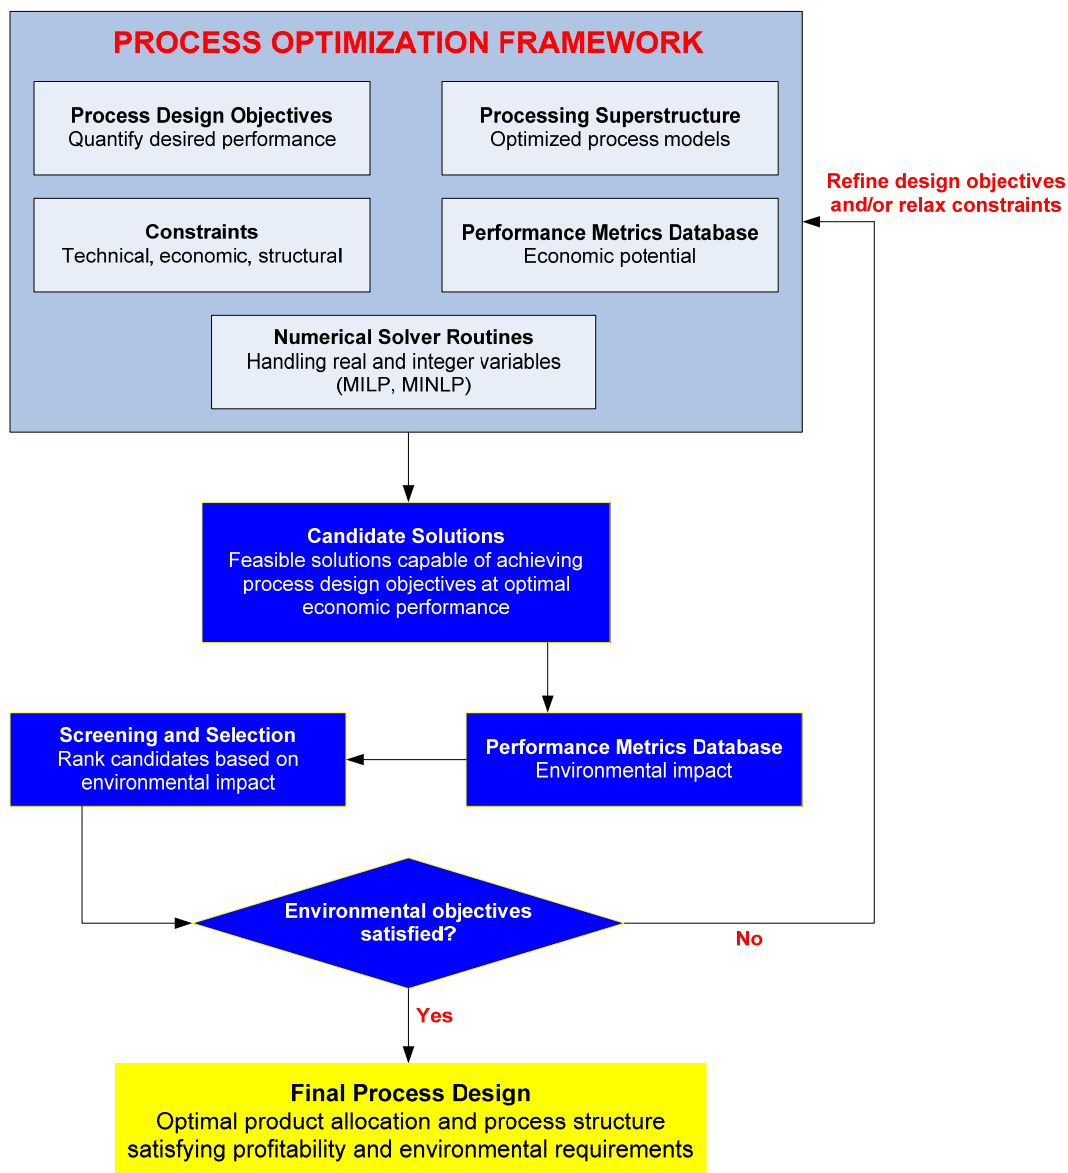 PROCESS OPTIMIZATION FRAMEWORK
Process Design Objectives
Quantify desired performance
Processing Superstructure
Optimized process models
Refine design objectives
and/or relax constraints
Constraints
Technical, economic, structural
Performance Metrics Database
Economic potential
Numerical Solver Routines
Handling real and integer variables
(MILP, MINLP)
Candidate Solutions
Feasible solutions capable of achieving
process design objectives at optimal
economic performance
Screening and Selection
Rank candidates based on
environmental impact
Performance Metrics Database
Environmental impact
Environmental objectives
satisfied?
No
Yes
Final Process Design
Optimal product allocation and process structure
satisfying profitability and environmental requirements